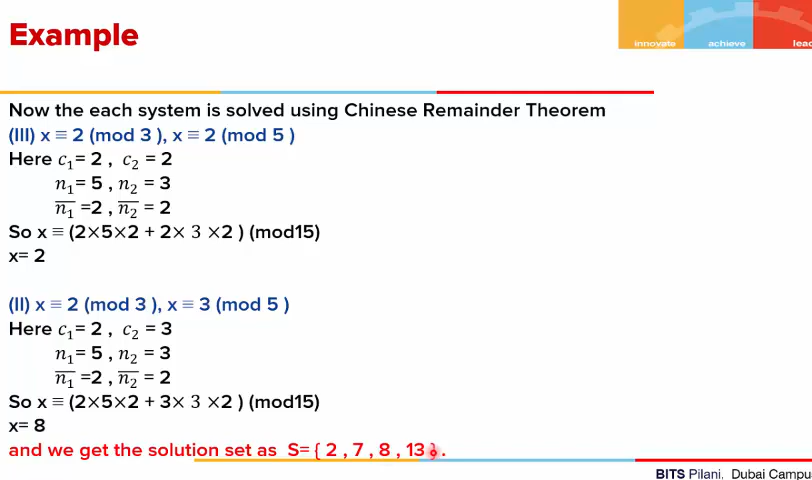 Example
innovate achieve lead
Now the each system is solved using Chinese Remainder Theorem
(III) x ≡ 2 (mod 3 ), x ≡ 2 (mod 5 )
Here c₁= 2 , c₂ = 2
n₁= 5 , n₂ = 3
n̅₁ =2 , n̅₂ = 2
So x ≡ (2×5×2 + 2× 3 ×2 ) (mod15)
x= 2
(II) x ≡ 2 (mod 3 ), x ≡ 3 (mod 5 )
Here c₁= 2 , c₂ = 3
n₁= 5 , n₂ = 3
n̅₁ =2 , n̅₂ = 2
So x ≡ (2×5×2 + 3× 3 ×2 ) (mod15)
x= 8
and we get the solution set as S= { 2 , 7 , 8 , 13 } .
BITS Pilani, Dubai Campu